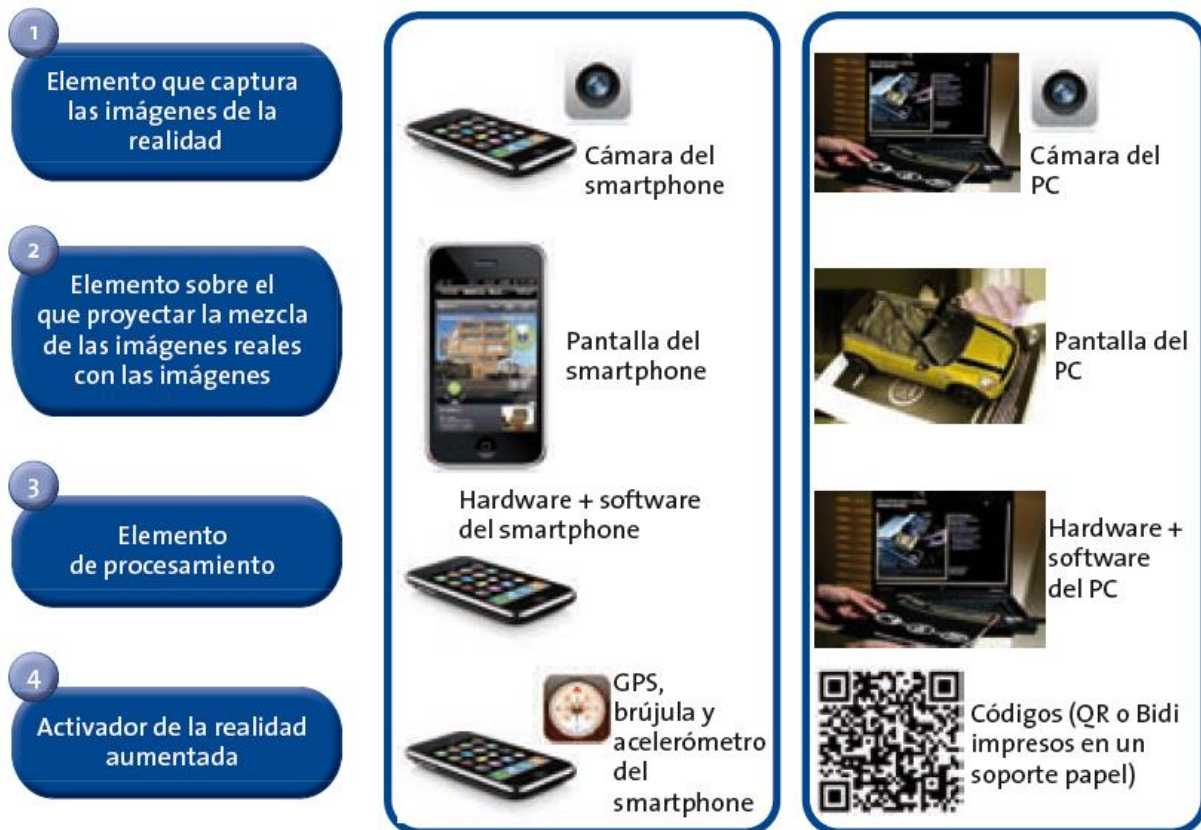 1
Elemento que captura
las imágenes de la
realidad
Cámara del
smartphone
Cámara del
PC
2
Elemento sobre el
que proyectar la mezcla
de las imágenes reales
con las imágenes
Pantalla del
smartphone
Pantalla del
PC
3
Elemento
de procesamiento
Hardware + software
del smartphone
Hardware +
software
del PC
4
Activador de la realidad
aumentada
GPS,
brújula y
acelerómetro
del
smartphone
Códigos (QR o Bidi
impresos en un
soporte papel)